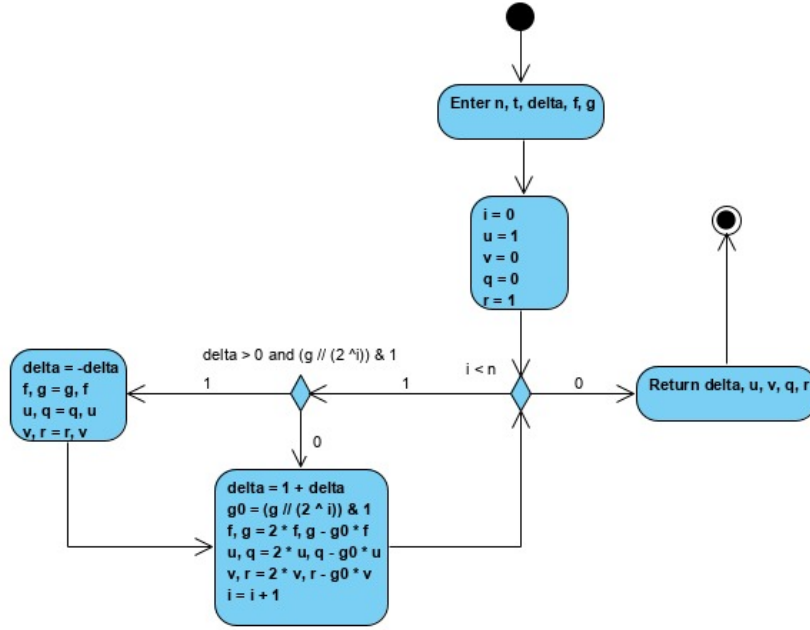 Enter n, t, delta, f, g
i = 0
u = 1
v = 0
q = 0
r = 1
i < n
1
0
Return delta, u, v, q, r
delta > 0 and (g // (2 ^i)) & 1
1
0
delta = -delta
f, g = g, f
u, q = q, u
v, r = r, v
delta = 1 + delta
g0 = (g // (2 ^ i)) & 1
f, g = 2 * f, g - g0 * f
u, q = 2 * u, q - g0 * u
v, r = 2 * v, r - g0 * v
i = i + 1